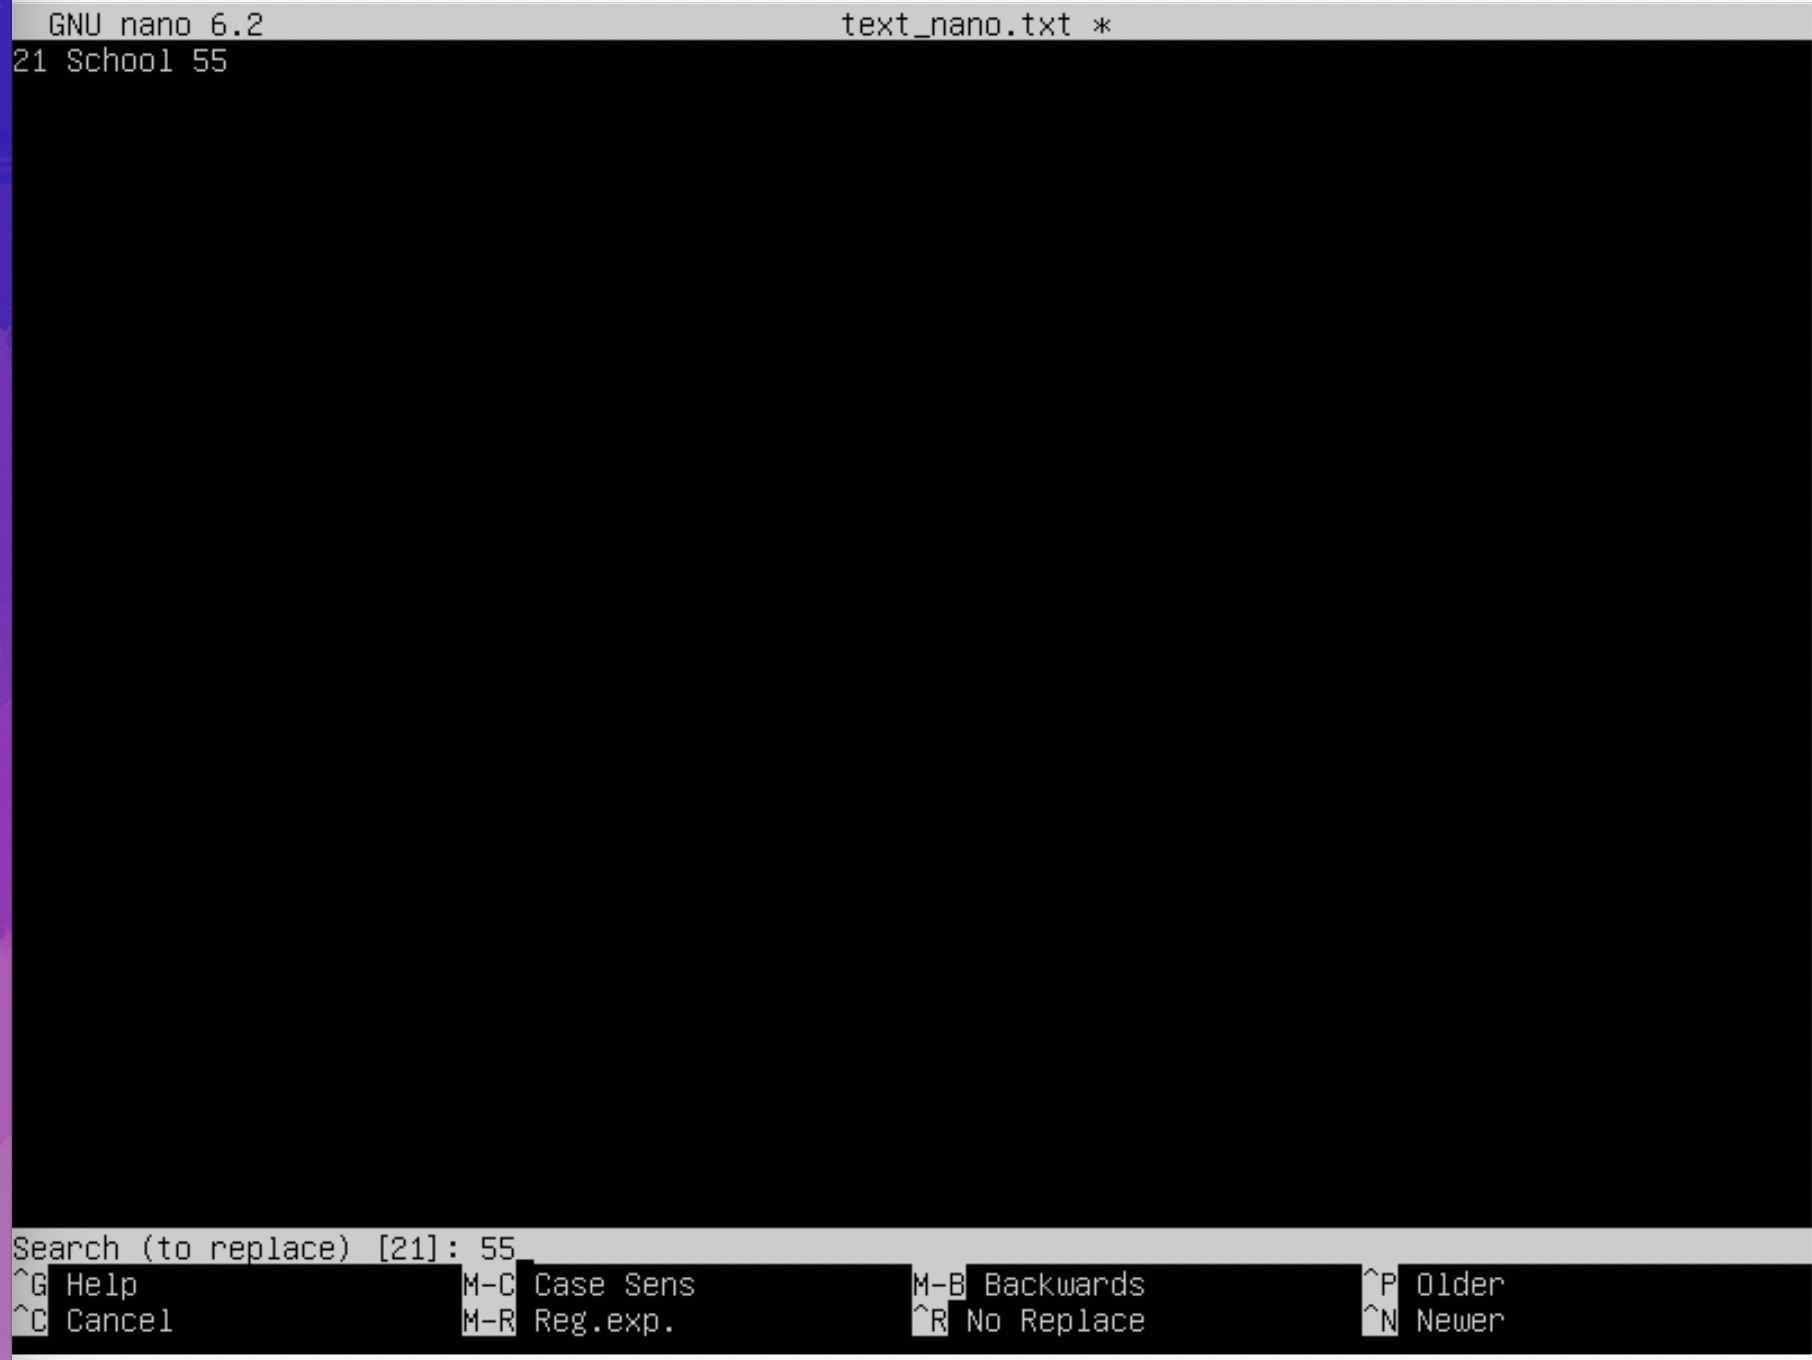 GNU nano 6.2 text_nano.txt *
21 School 55
Search (to replace) [21]: 55_
^G Help M-C Case Sens M-B Backwards ^P Older
^C Cancel M-R Reg.exp. ^R No Replace ^N Newer